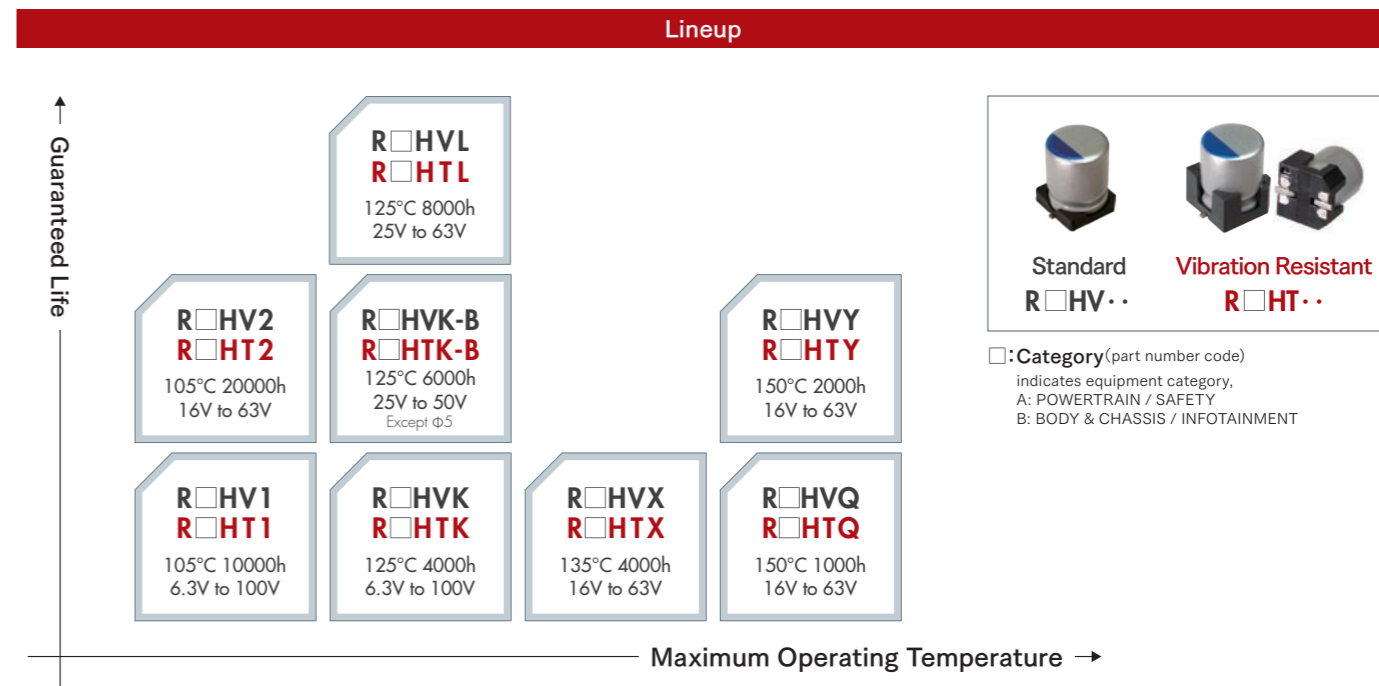 Lineup
Guaranteed Life
R□HVL
R□HTL
125°C 8000h
25V to 63V
R□HV2
R□HT2
105°C 20000h
16V to 63V
R□HVK-B
R□HTK-B
125°C 6000h
25V to 50V
Except Φ5
R□HVY
R□HTY
150°C 2000h
16V to 63V
R□HV1
R□HT1
105°C 10000h
6.3V to 100V
R□HVK
R□HTK
125°C 4000h
6.3V to 100V
R□HVX
R□HTX
135°C 4000h
16V to 63V
R□HVQ
R□HTQ
150°C 1000h
16V to 63V
Maximum Operating Temperature →
Standard
R□HV··
Vibration Resistant
R□HT··
□:Category(part number code)
indicates equipment category,
A: POWERTRAIN / SAFETY
B: BODY & CHASSIS / INFOTAINMENT